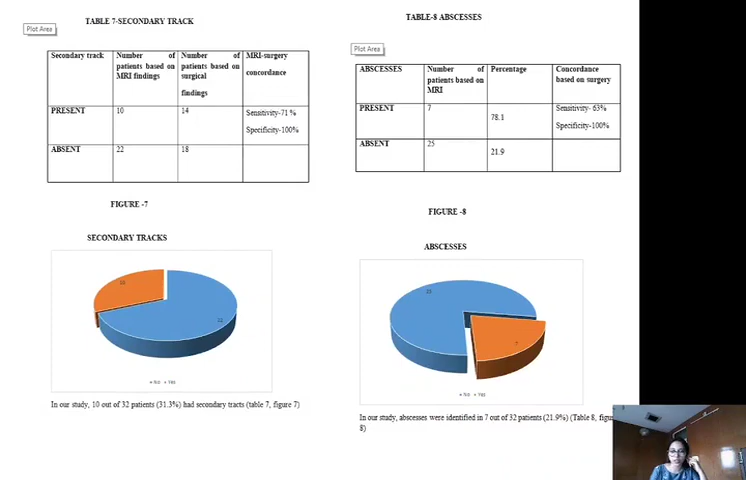 TABLE 7-SECONDARY TRACK
Plot Area
Secondary track
Number of
patients based on
MRI findings
Number of
patients based on
surgical
findings
MRI-surgery
concordance
PRESENT
10
14
Sensitivity-71 %
Specificity-100%
ABSENT
22
18
FIGURE -7
SECONDARY TRACKS
10
22
No Yes
In our study, 10 out of 32 patients (31.3%) had secondary tracts (table 7, figure 7)
TABLE-8 ABSCESSES
Plot Area
ABSCESSES
Number of
patients based on
MRI
Percentage
Concordance
based on surgery
PRESENT
7
78.1
Sensitivity- 63%
Specificity-100%
ABSENT
25
21.9
FIGURE -8
ABSCESSES
25
7
No Yes
In our study, abscesses were identified in 7 out of 32 patients (21.9%) (Table 8, figu
8)